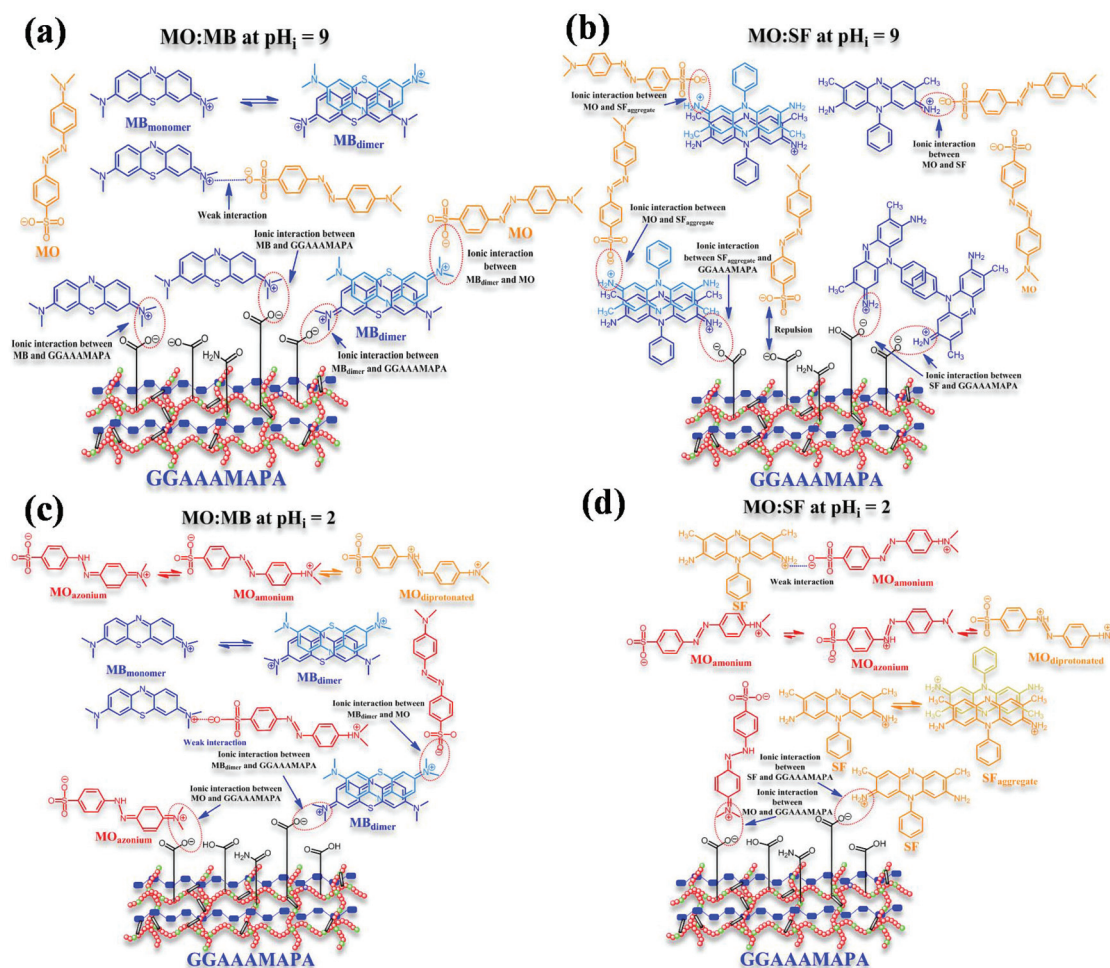 (a)
MO:MB at pHi = 9
MBmonomer
MBdimer
Weak interaction
MO
Ionic interaction between
MB and GGAAAMAPA
MO
Ionic interaction
between
MBdimer and MO
Ionic interaction between
MB and GGAAAMAPA
MBdimer
Ionic interaction between
MBdimer and GGAAAMAPA
GGAAAMAPA
(b)
MO:SF at pHi = 9
Ionic interaction between
MO and SFaggregate
Ionic interaction
between
MO and SF
Ionic interaction between
MO and SFaggregate
Ionic interaction
between SFaggregate and
GGAAAMAPA
MO
Repulsion
Ionic interaction between
SF and GGAAAMAPA
GGAAAMAPA
(c)
MO:MB at pHi = 2
MOazonium
MOamonium
MOdiprotonated
MBmonomer
MBdimer
Weak interaction
Ionic interaction between
MBdimer and MO
Ionic interaction between
MBdimer and GGAAAMAPA
Ionic interaction between
MO and GGAAAMAPA
MOazonium
MBdimer
GGAAAMAPA
(d)
MO:SF at pHi = 2
Weak interaction
SF
MOamonium
MOamonium
MOazonium
MOdiprotonated
Ionic interaction
between
SF and GGAAAMAPA
Ionic interaction
between
MO and GGAAAMAPA
SFaggregate
SF
GGAAAMAPA